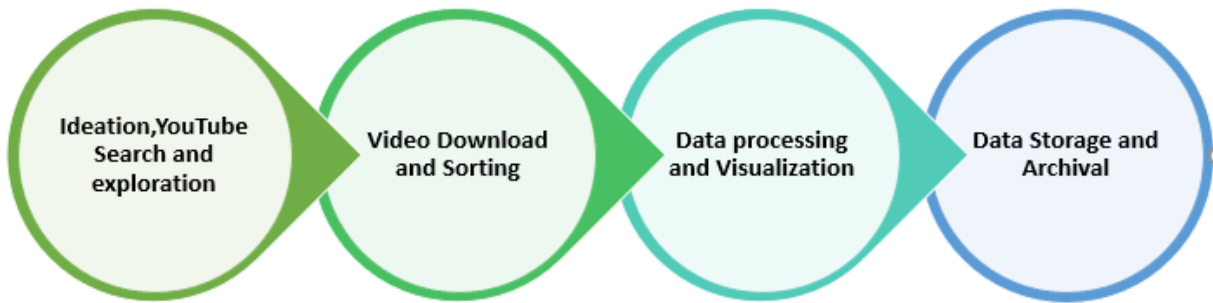 Ideation,YouTube
Search and
exploration
Video Download
and Sorting
Data processing
and Visualization
Data Storage and
Archival